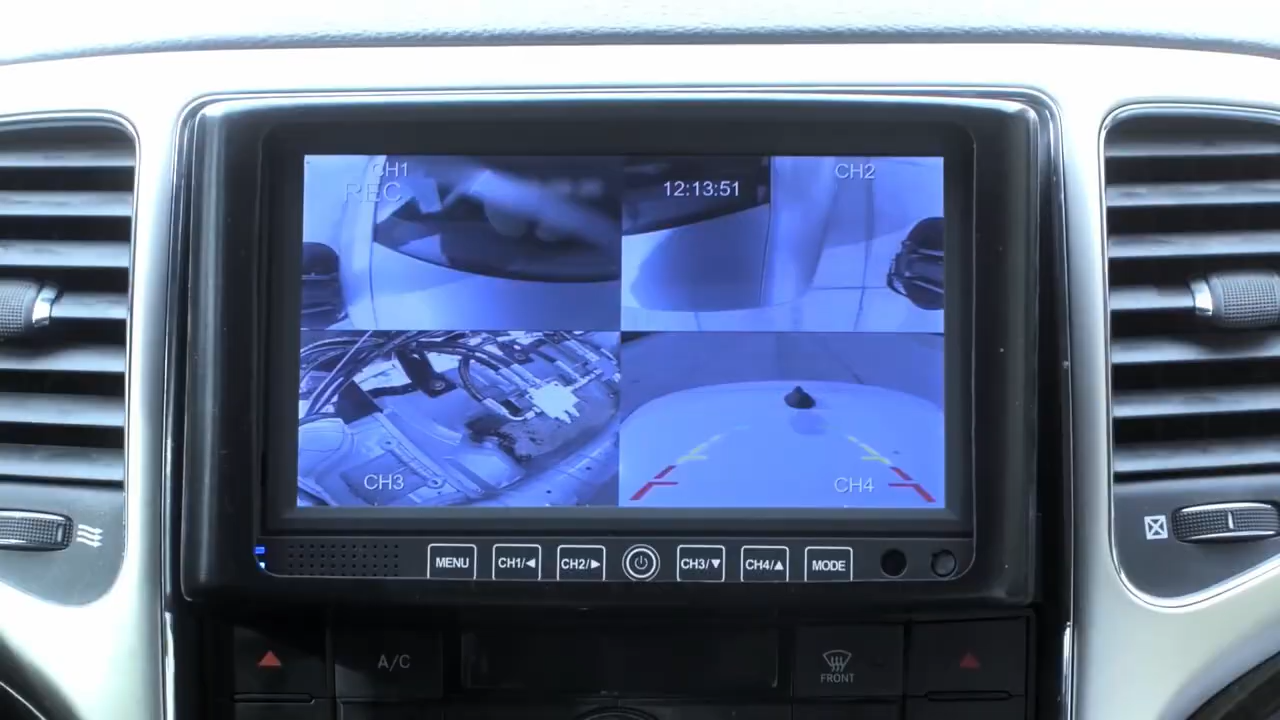 CH1
REC
12:13:51
CH2
CH3
CH4
MENU
CH1/◀
CH2/▶
CH3/▼
CH4/▲
MODE
A/C
FRONT